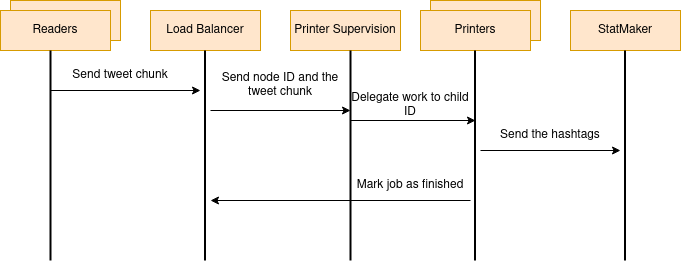 Readers
Load Balancer
Printer Supervision
Printers
StatMaker
Send tweet chunk
Send node ID and the
tweet chunk
Delegate work to child
ID
Send the hashtags
Mark job as finished